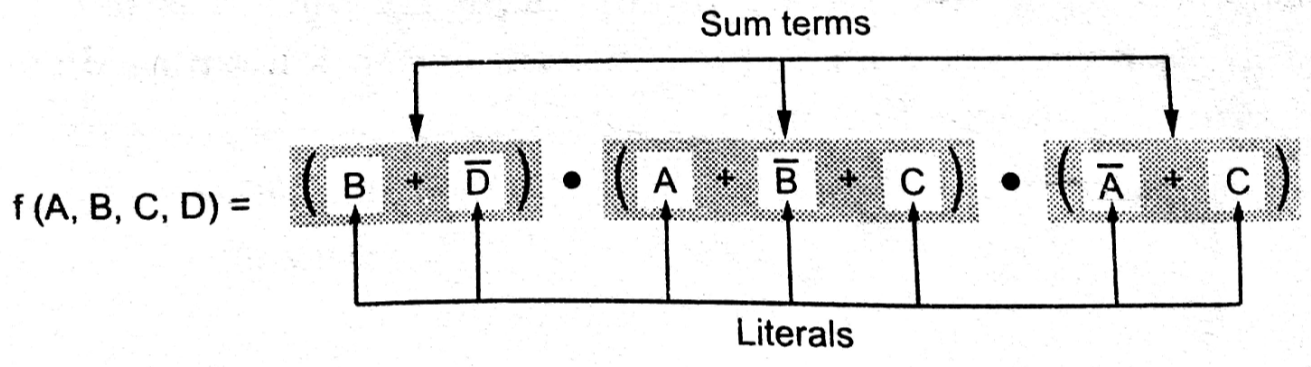 Sum terms
f (A, B, C, D) = (B + D̅) • (A + B̅ + C) • (A̅ + C)
Literals